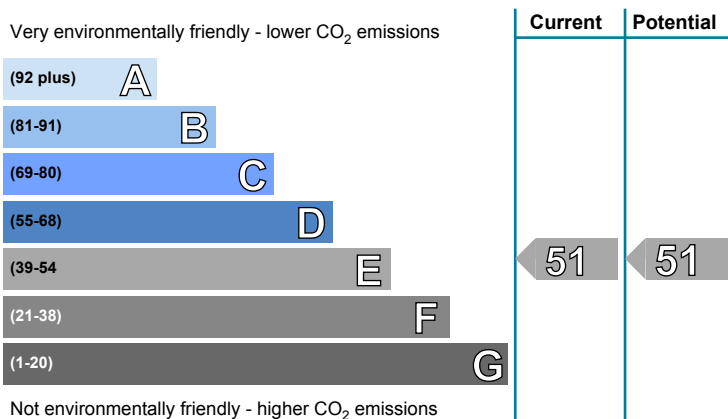 Current Potential
Very environmentally friendly - lower CO2 emissions
(92 plus) A
(81-91) B
(69-80) C
(55-68) D
(39-54 E 51 51
(21-38) F
(1-20) G
Not environmentally friendly - higher CO2 emissions